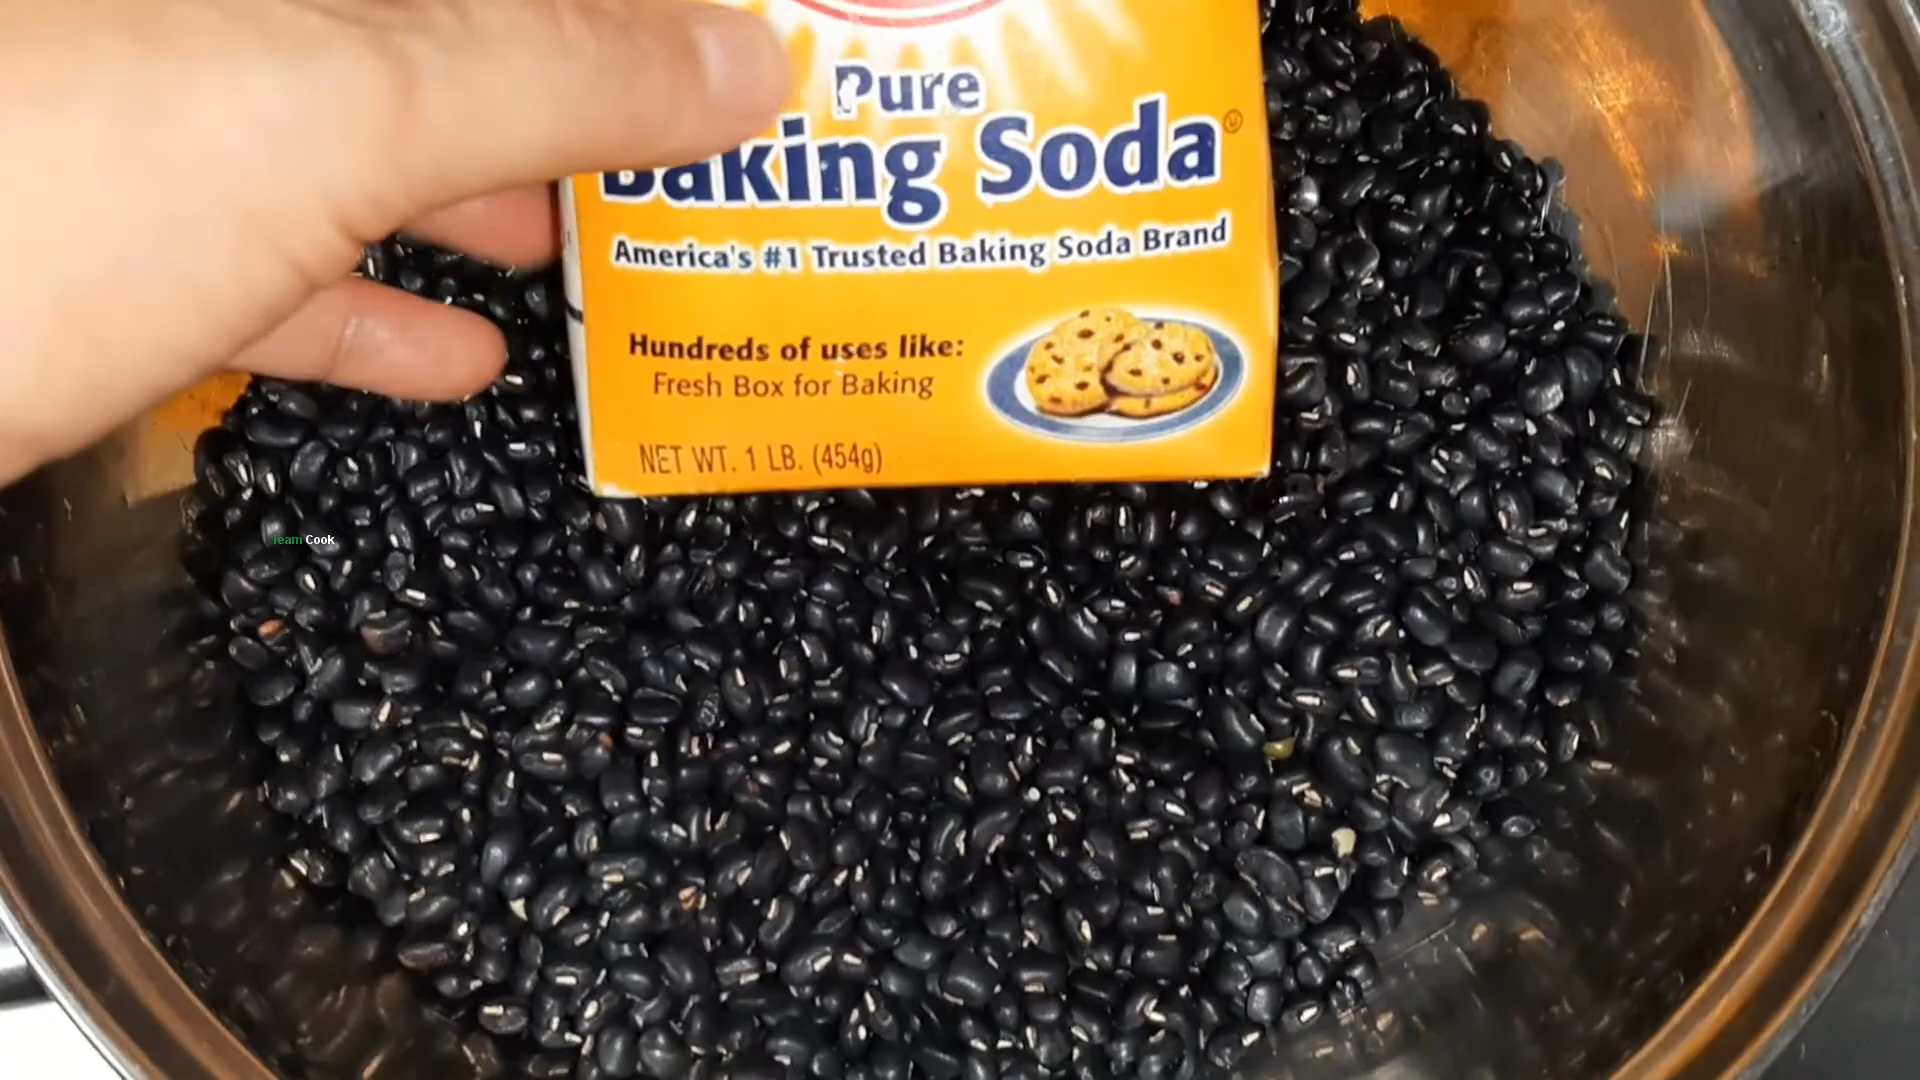 Pure
Baking Soda
America's #1 Trusted Baking Soda Brand
Hundreds of uses like:
Fresh Box for Baking
NET WT. 1 LB. (454g)
Team Cook